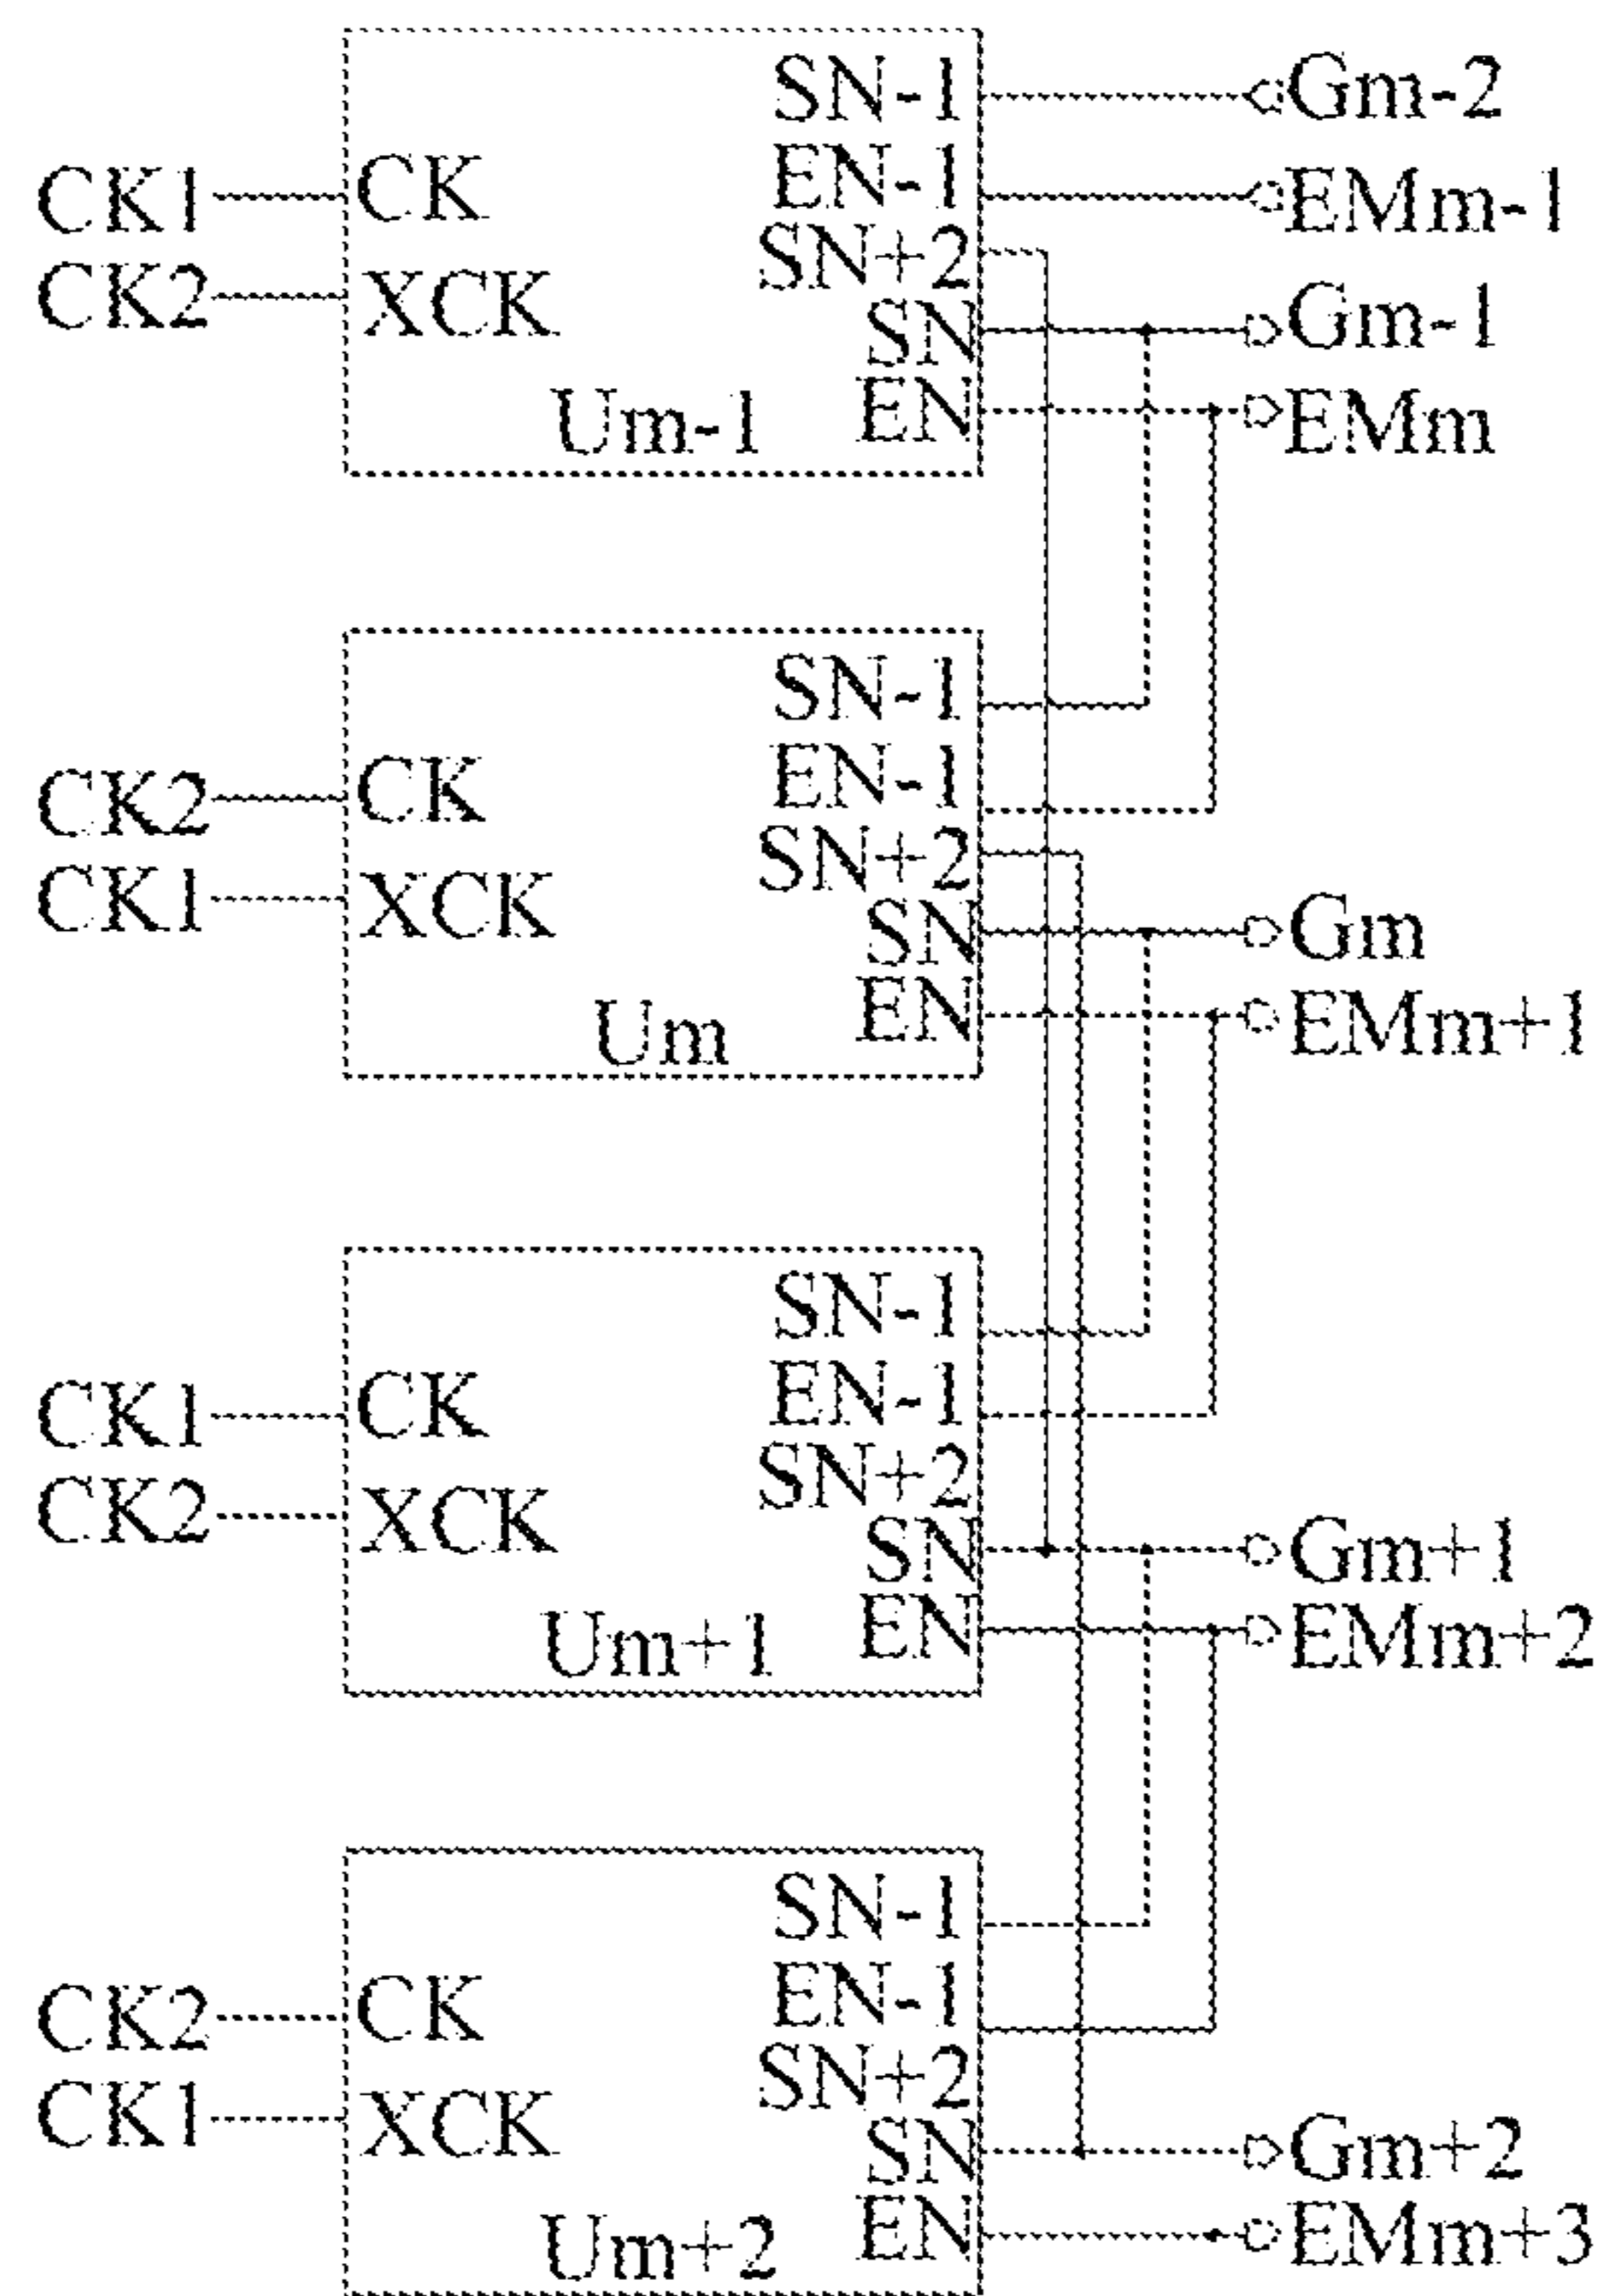 SN-1 Gm-2
CK1 CK EN-1 EMm-1
CK2 XCK SN+2
SN Gm-1
Um-1 EN EMm
SN-1
CK2 CK EN-1
CK1 XCK SN+2
SN Gm
Um EN EMm+1
SN-1
CK1 CK EN-1
CK2 XCK SN+2
SN Gm+1
Um+1 EN EMm+2
SN-1
CK2 CK EN-1
CK1 XCK SN+2
SN Gm+2
Um+2 EN EMm+3